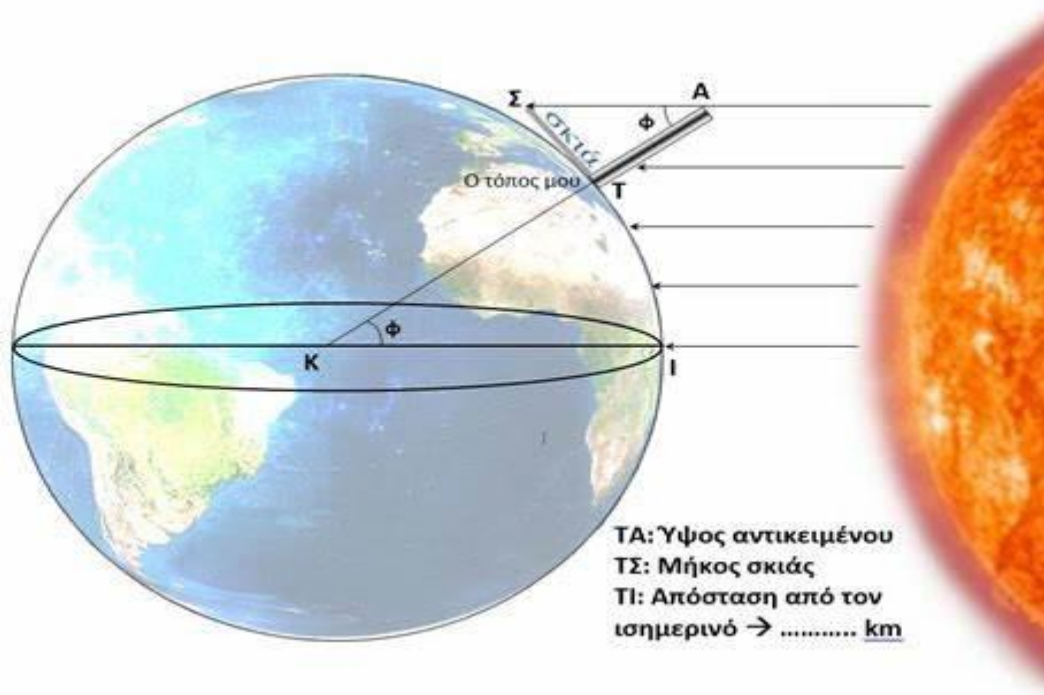 Σ
Α
φ
σκιά
Ο τόπος μου
Τ
φ
Κ
Ι
ΤΑ: Ύψος αντικειμένου
ΤΣ: Μήκος σκιάς
ΤΙ: Απόσταση από τον
ισημερινό → ........... km